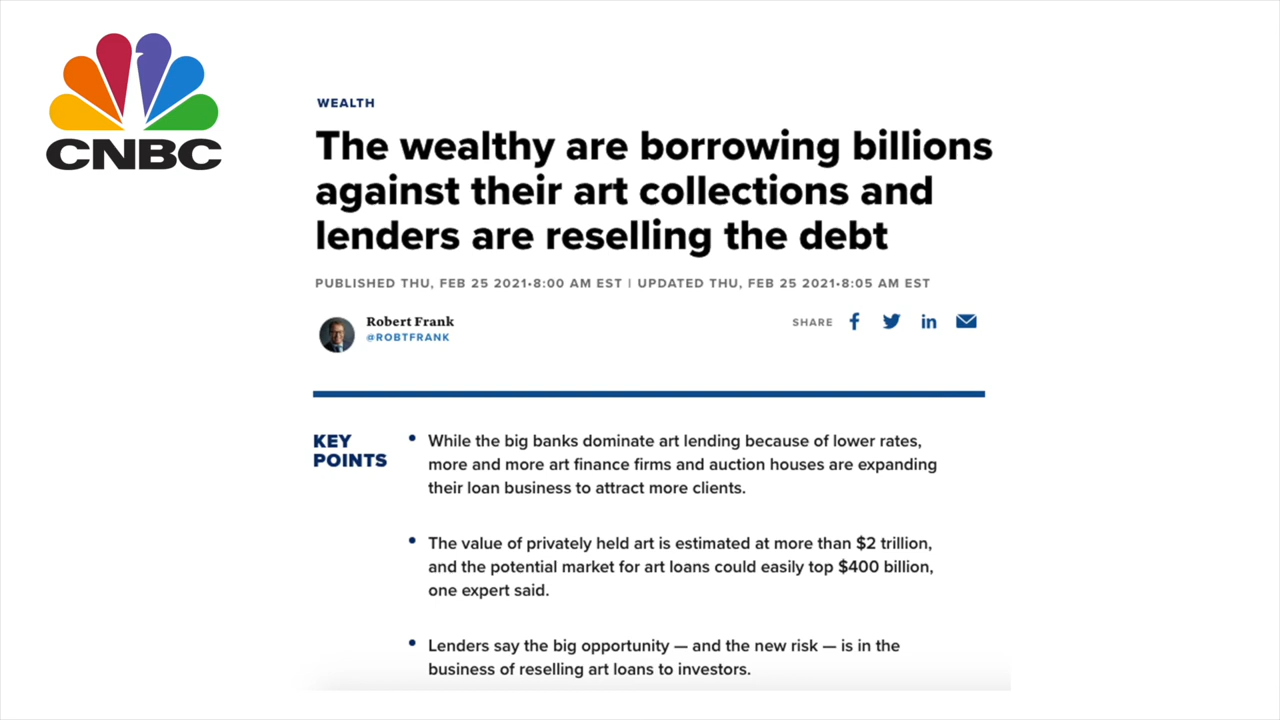 CNBC
WEALTH
The wealthy are borrowing billions
against their art collections and
lenders are reselling the debt
PUBLISHED THU, FEB 25 2021•8:00 AM EST | UPDATED THU, FEB 25 2021•8:05 AM EST
Robert Frank
@ROBTFRANK
SHARE
KEY
POINTS
• While the big banks dominate art lending because of lower rates,
more and more art finance firms and auction houses are expanding
their loan business to attract more clients.
• The value of privately held art is estimated at more than $2 trillion,
and the potential market for art loans could easily top $400 billion,
one expert said.
• Lenders say the big opportunity — and the new risk — is in the
business of reselling art loans to investors.